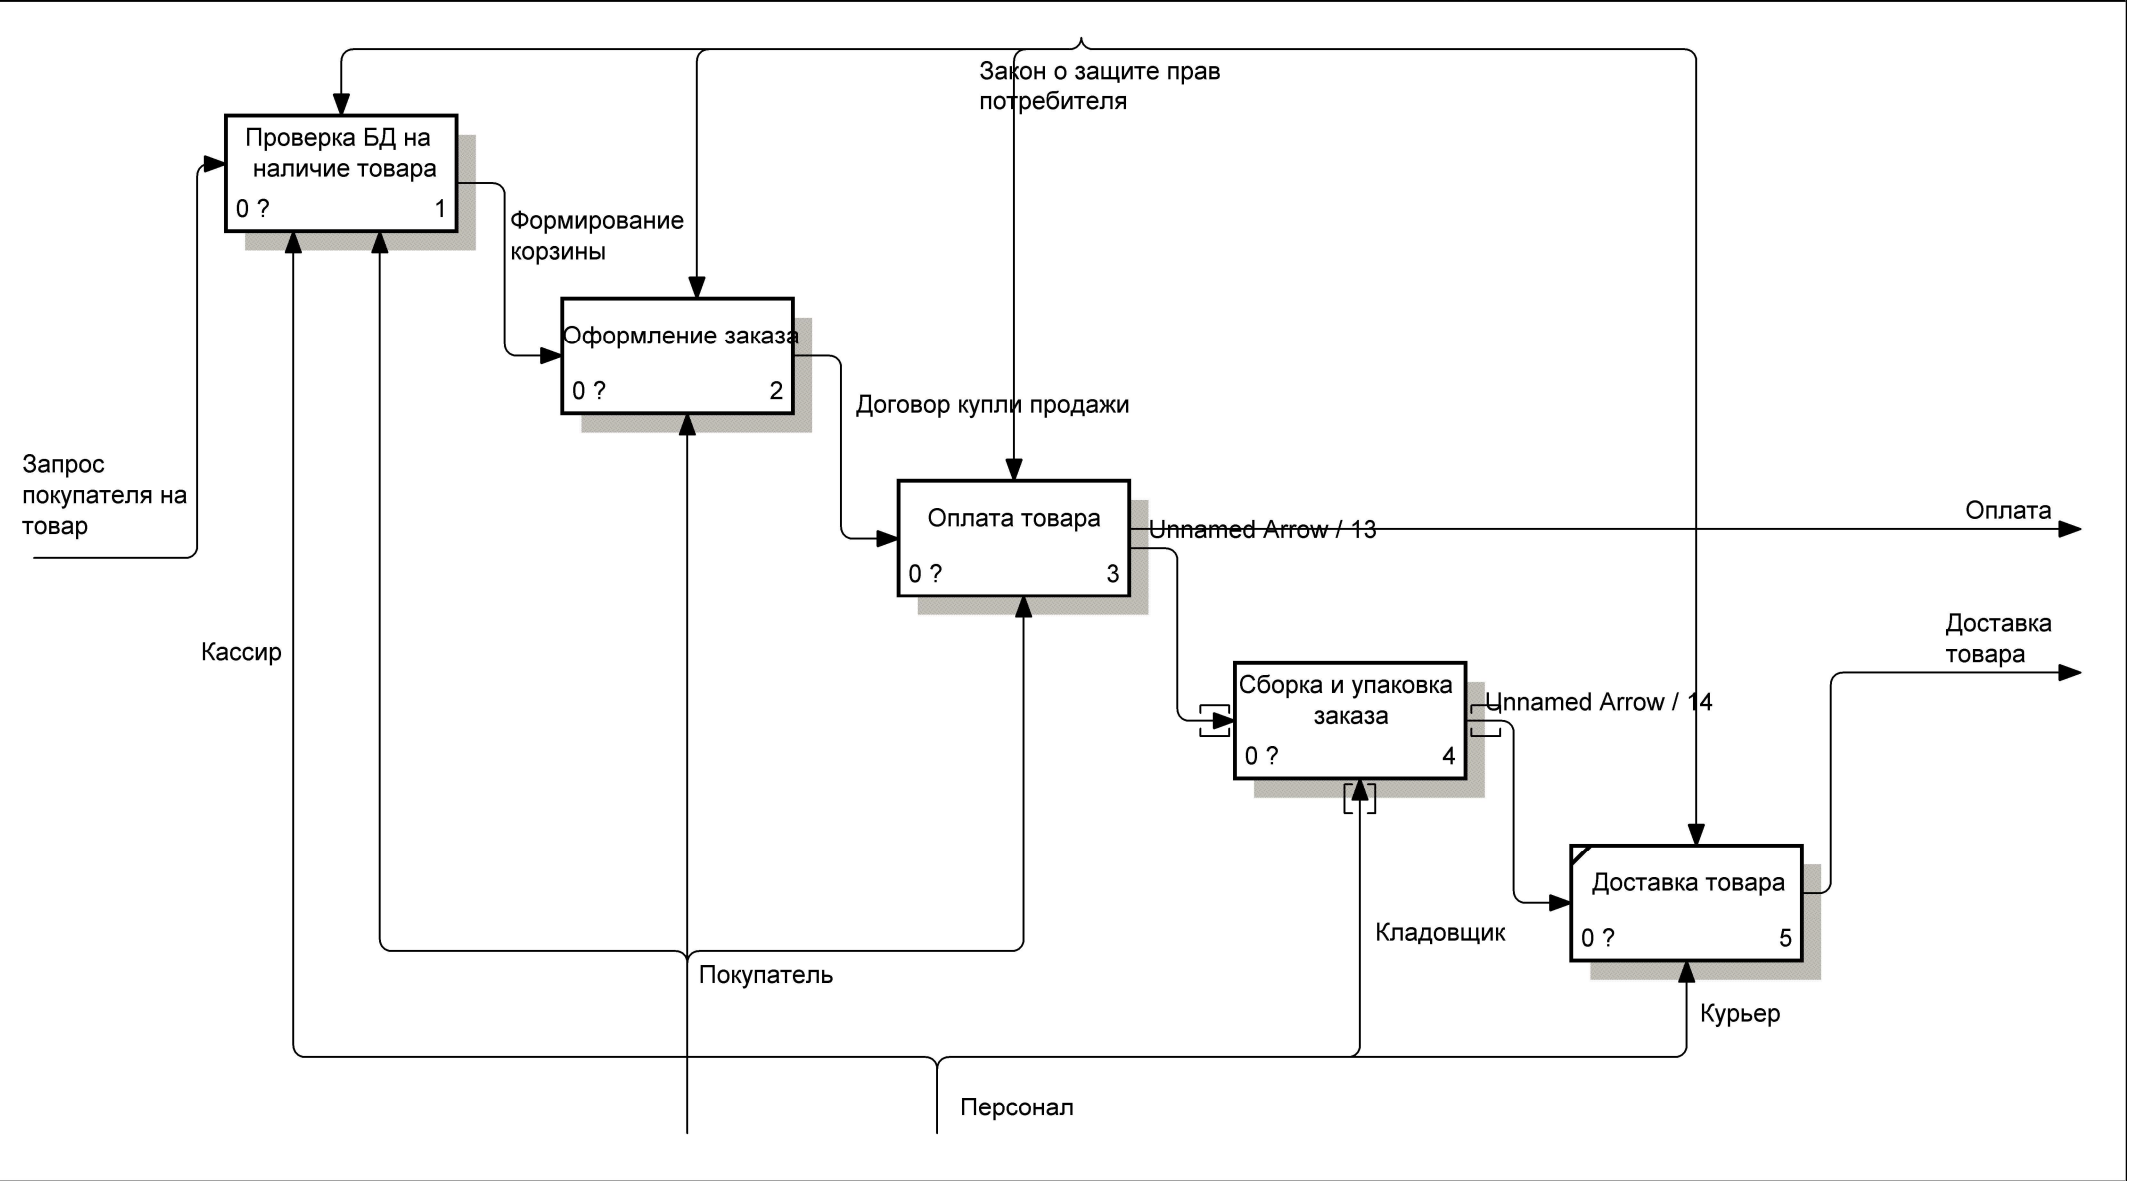 Закон о защите прав
потребителя
Проверка БД на
наличие товара
0 ? 1
Формирование
корзины
Оформление заказа
0 ? 2
Договор купли продажи
Запрос
покупателя на
товар
Оплата товара
0 ? 3
Unnamed Arrow / 13
Оплата
Доставка
товара
Кассир
Сборка и упаковка
заказа
0 ? 4
Unnamed Arrow / 14
Доставка товара
0 ? 5
Кладовщик
Покупатель
Курьер
Персонал